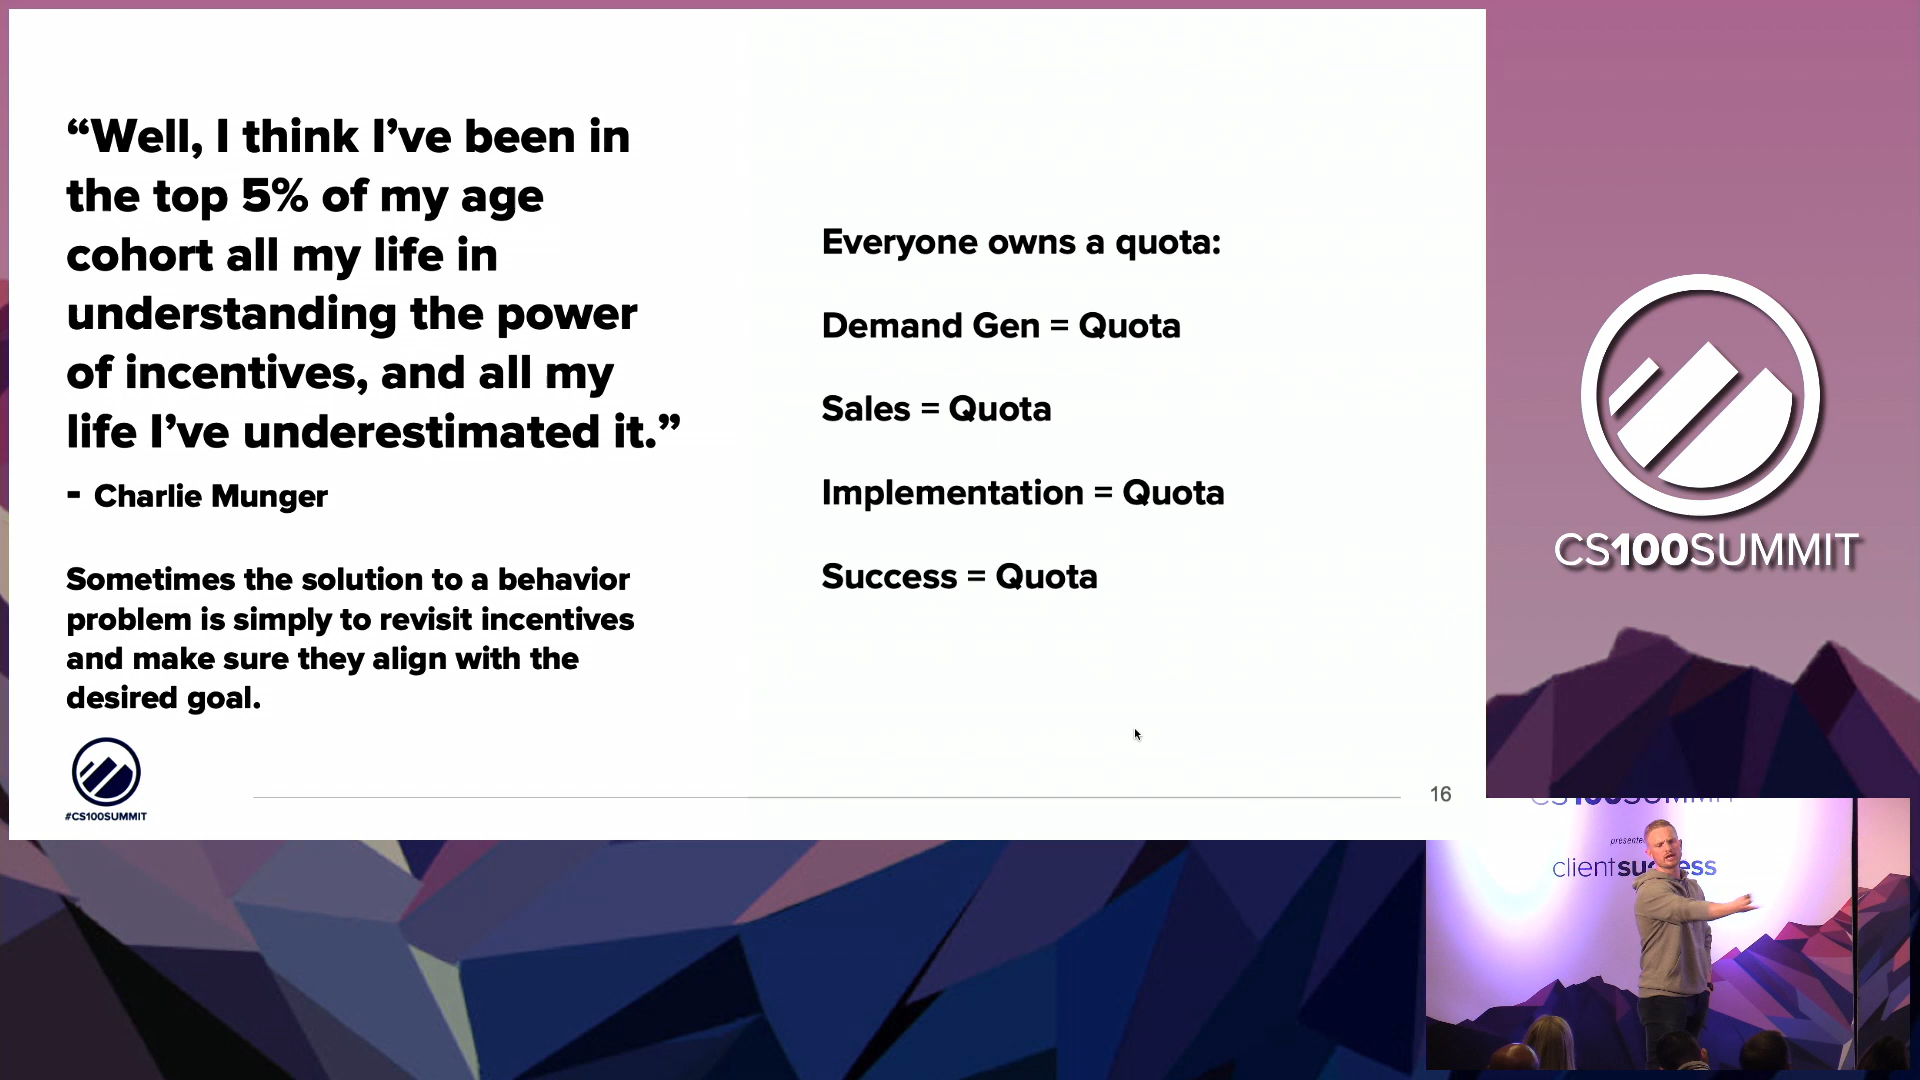 “Well, I think I’ve been in
the top 5% of my age
cohort all my life in
understanding the power
of incentives, and all my
life I’ve underestimated it.”
- Charlie Munger
Sometimes the solution to a behavior
problem is simply to revisit incentives
and make sure they align with the
desired goal.
#CS100SUMMIT
Everyone owns a quota:
Demand Gen = Quota
Sales = Quota
Implementation = Quota
Success = Quota
16
CS100SUMMIT
CS100SUMMIT
clientsu ess